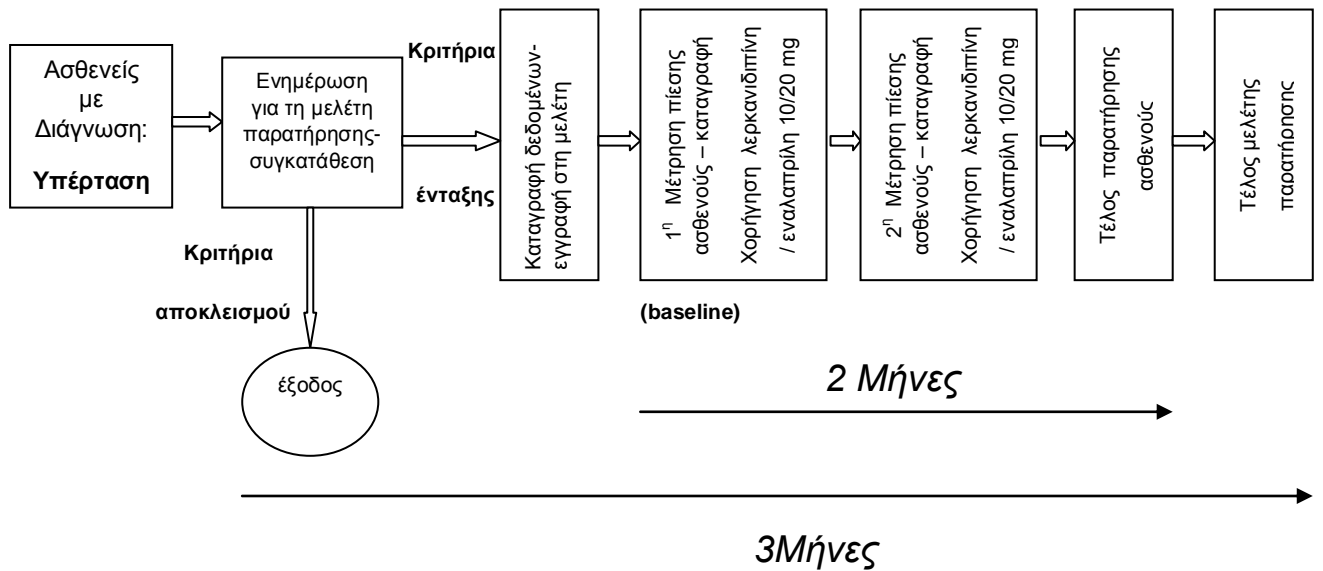 Ασθενείς
με
Διάγνωση:
Υπέρταση
Ενημέρωση
για τη μελέτη
παρατήρησης-
συγκατάθεση
Κριτήρια
ένταξης
Κριτήρια
αποκλεισμού
έξοδος
Καταγραφή δεδομένων-
εγγραφή στη μελέτη
1η Μέτρηση πίεσης
ασθενούς – καταγραφή
Χορήγηση λερκανιδιπίνη
/ εναλαπρίλη 10/20 mg
(baseline)
2η Μέτρηση πίεσης
ασθενούς – καταγραφή
Χορήγηση λερκανιδιπίνη
/ εναλαπρίλη 10/20 mg
Τέλος παρατήρησης
ασθενούς
Τέλος μελέτης
παρατήρησης
2 Μήνες
3Μήνες